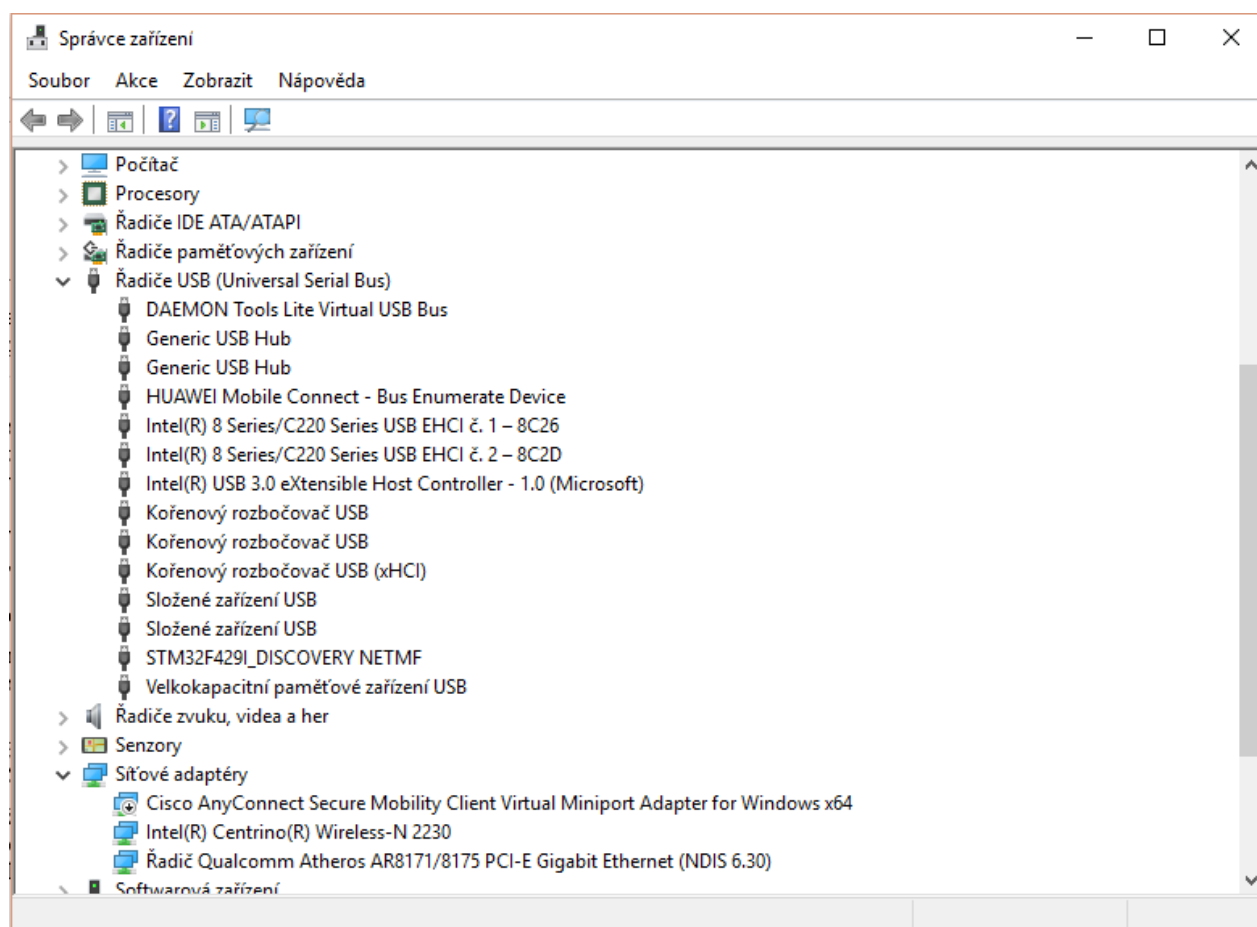 Správce zařízení
Soubor Akce Zobrazit Nápověda
Počítač
Procesory
Řadiče IDE ATA/ATAPI
Řadiče paměťových zařízení
Řadiče USB (Universal Serial Bus)
DAEMON Tools Lite Virtual USB Bus
Generic USB Hub
Generic USB Hub
HUAWEI Mobile Connect - Bus Enumerate Device
Intel(R) 8 Series/C220 Series USB EHCI č. 1 – 8C26
Intel(R) 8 Series/C220 Series USB EHCI č. 2 – 8C2D
Intel(R) USB 3.0 eXtensible Host Controller - 1.0 (Microsoft)
Kořenový rozbočovač USB
Kořenový rozbočovač USB
Kořenový rozbočovač USB (xHCI)
Složené zařízení USB
Složené zařízení USB
STM32F429I_DISCOVERY NETMF
Velkokapacitní paměťové zařízení USB
Řadiče zvuku, videa a her
Senzory
Síťové adaptéry
Cisco AnyConnect Secure Mobility Client Virtual Miniport Adapter for Windows x64
Intel(R) Centrino(R) Wireless-N 2230
Řadič Qualcomm Atheros AR8171/8175 PCI-E Gigabit Ethernet (NDIS 6.30)
Softwarová zařízení